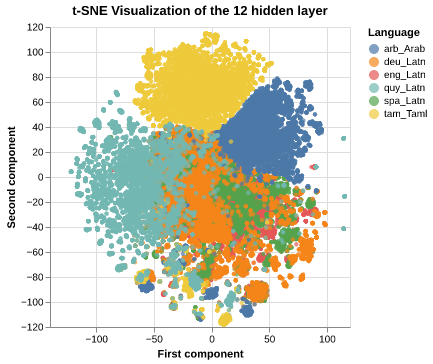 t-SNE Visualization of the 12 hidden layer
Language
arb_Arab
deu_Latn
eng_Latn
quy_Latn
spa_Latn
tam_Taml
120
100
80
60
40
20
0
−20
−40
−60
−80
−100
−120
Second component
−100
−50
0
50
100
First component